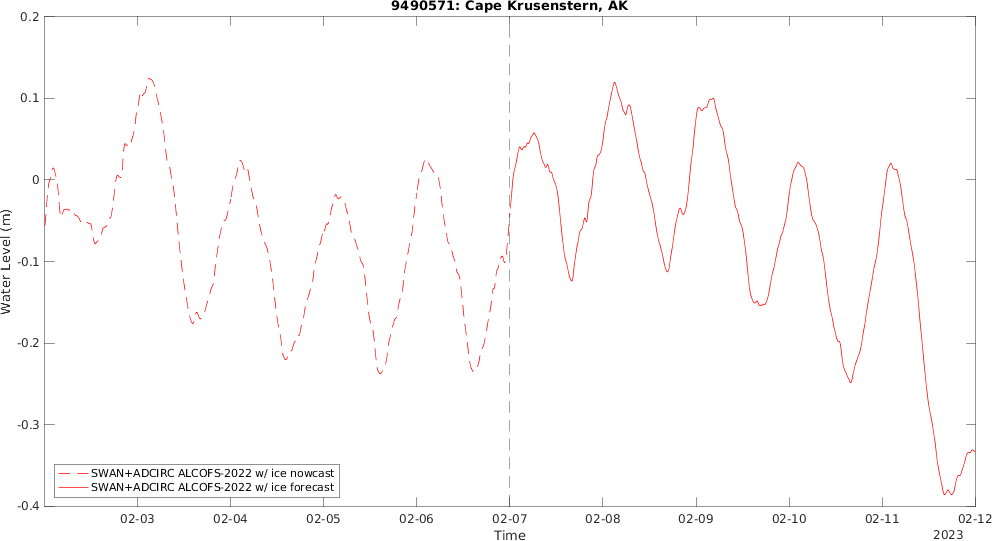 9490571: Cape Krusenstern, AK
0.2
0.1
0
-0.1
-0.2
-0.3
-0.4
Water Level (m)
SWAN+ADCIRC ALCOFS-2022 w/ ice nowcast
SWAN+ADCIRC ALCOFS-2022 w/ ice forecast
02-03 02-04 02-05 02-06 02-07 02-08 02-09 02-10 02-11 02-12
Time
2023